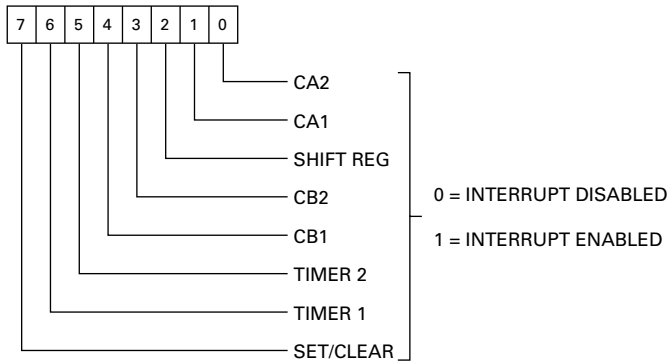 7 6 5 4 3 2 1 0
CA2
CA1
SHIFT REG
CB2
CB1
TIMER 2
TIMER 1
SET/CLEAR
0 = INTERRUPT DISABLED
1 = INTERRUPT ENABLED